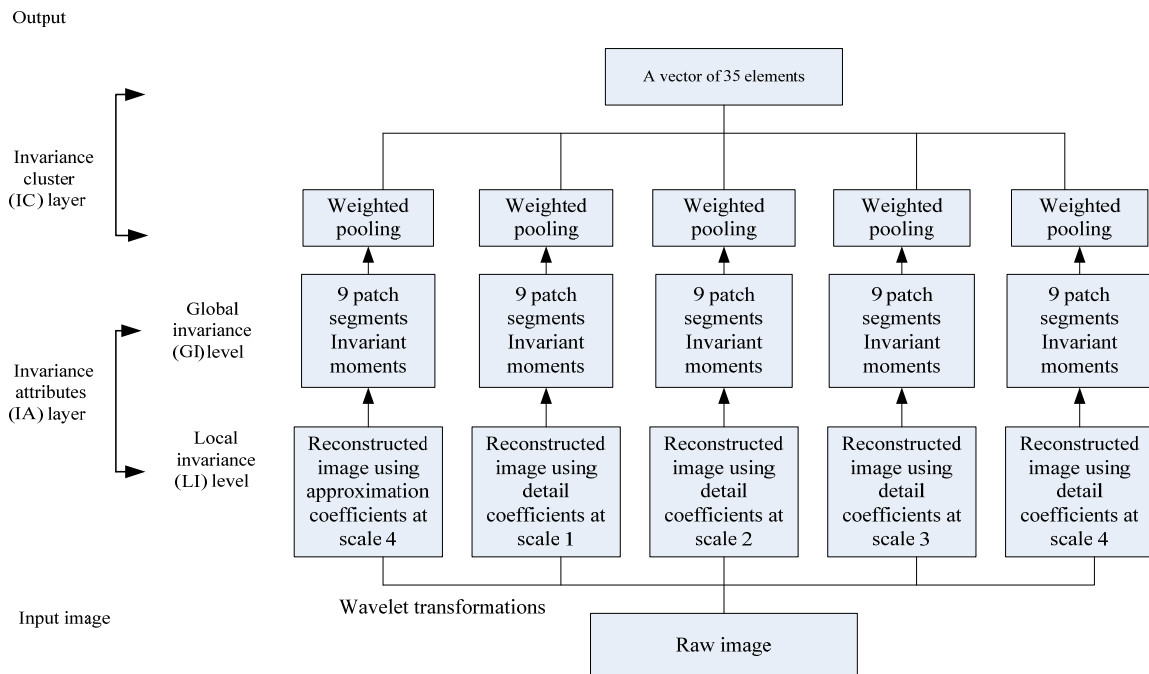 Output
A vector of 35 elements
Invariance
cluster
(IC) layer
Weighted
pooling
Weighted
pooling
Weighted
pooling
Weighted
pooling
Weighted
pooling
Global
invariance
(GI) level
9 patch
segments
Invariant
moments
9 patch
segments
Invariant
moments
9 patch
segments
Invariant
moments
9 patch
segments
Invariant
moments
9 patch
segments
Invariant
moments
Invariance
attributes
(IA) layer
Local
invariance
(LI) level
Reconstructed
image using
approximation
coefficients at
scale 4
Reconstructed
image using
detail
coefficients at
scale 1
Reconstructed
image using
detail
coefficients at
scale 2
Reconstructed
image using
detail
coefficients at
scale 3
Reconstructed
image using
detail
coefficients at
scale 4
Wavelet transformations
Input image
Raw image